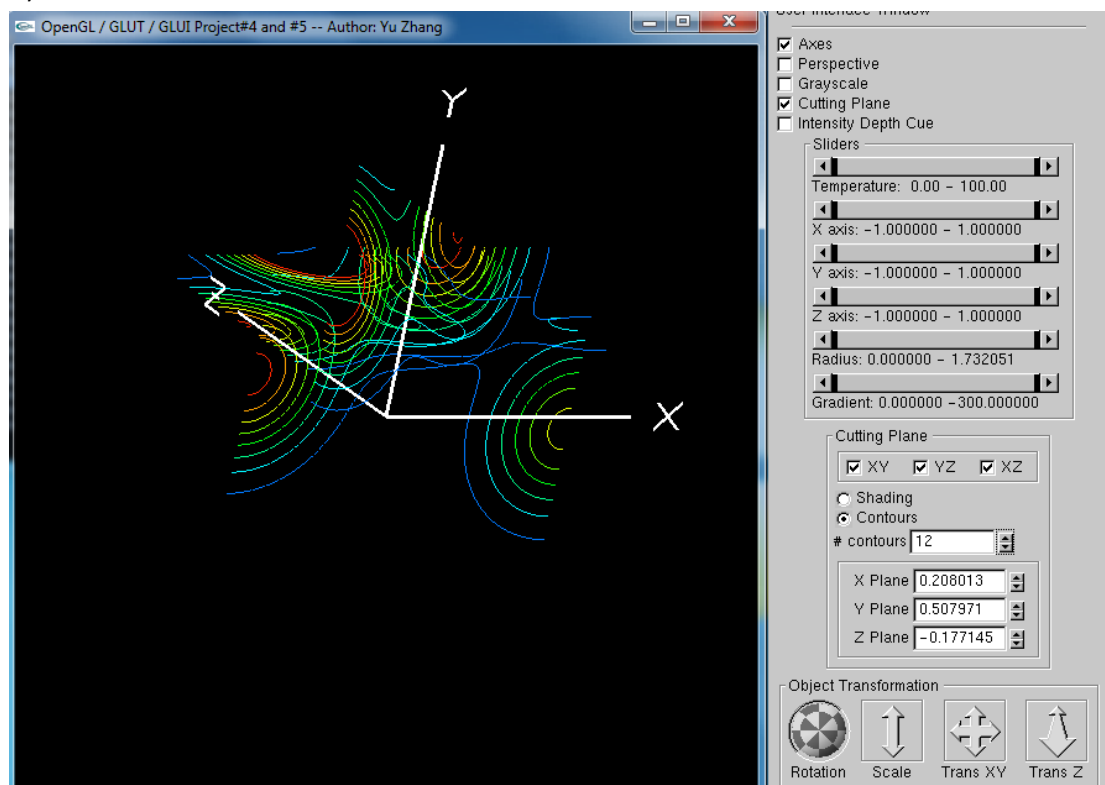 OpenGL / GLUT / GLUI Project#4 and #5 -- Author: Yu Zhang
Y
Z
X
User Interface Window
Axes
Perspective
Grayscale
Cutting Plane
Intensity Depth Cue
Sliders
Temperature: 0.00 - 100.00
X axis: -1.000000 - 1.000000
Y axis: -1.000000 - 1.000000
Z axis: -1.000000 - 1.000000
Radius: 0.000000 - 1.732051
Gradient: 0.000000 -300.000000
Cutting Plane
XY YZ XZ
Shading
Contours
# contours 12
X Plane 0.208013
Y Plane 0.507971
Z Plane -0.177145
Object Transformation
Rotation Scale Trans XY Trans Z